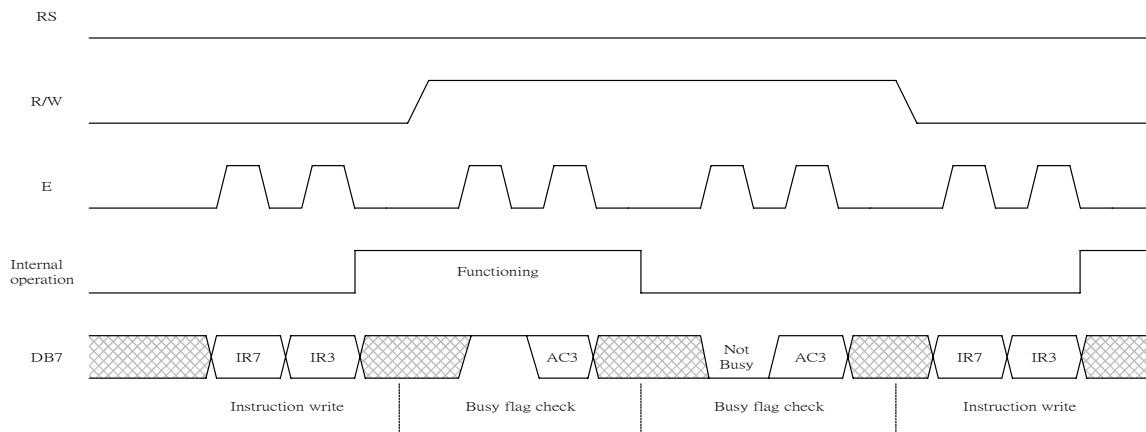 RS
R/W
E
Internal
operation
Functioning
DB7
IR7
IR3
AC3
Not
Busy
AC3
IR7
IR3
Instruction write
Busy flag check
Busy flag check
Instruction write